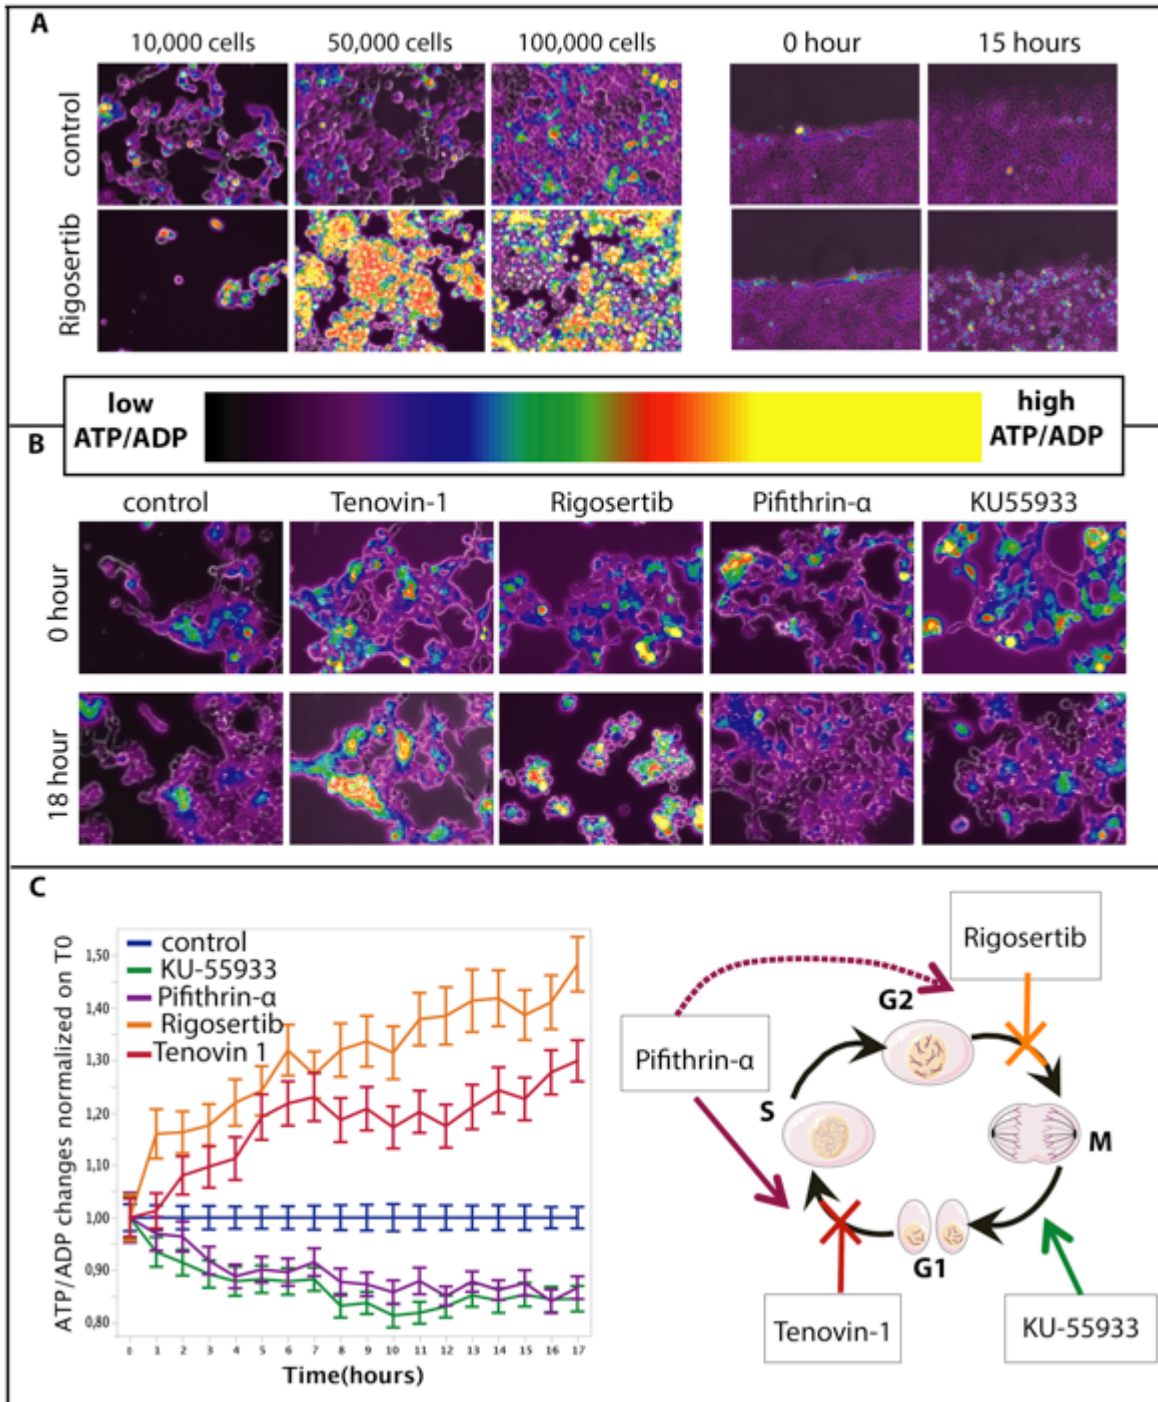 A
10,000 cells
50,000 cells
100,000 cells
0 hour
15 hours
control
Rigosertib
low
ATP/ADP
high
ATP/ADP
B
control
Tenovin-1
Rigosertib
Pifithrin-α
KU55933
0 hour
18 hour
C
control
KU-55933
Pifithrin-α
Rigosertib
Tenovin 1
ATP/ADP changes normalized on T0
1,50
1,40
1,30
1,20
1,10
1,00
0,90
0,80
0 1 2 3 4 5 6 7 8 9 10 11 12 13 14 15 16 17
Time(hours)
Rigosertib
G2
Pifithrin-α
S
M
G1
Tenovin-1
KU-55933